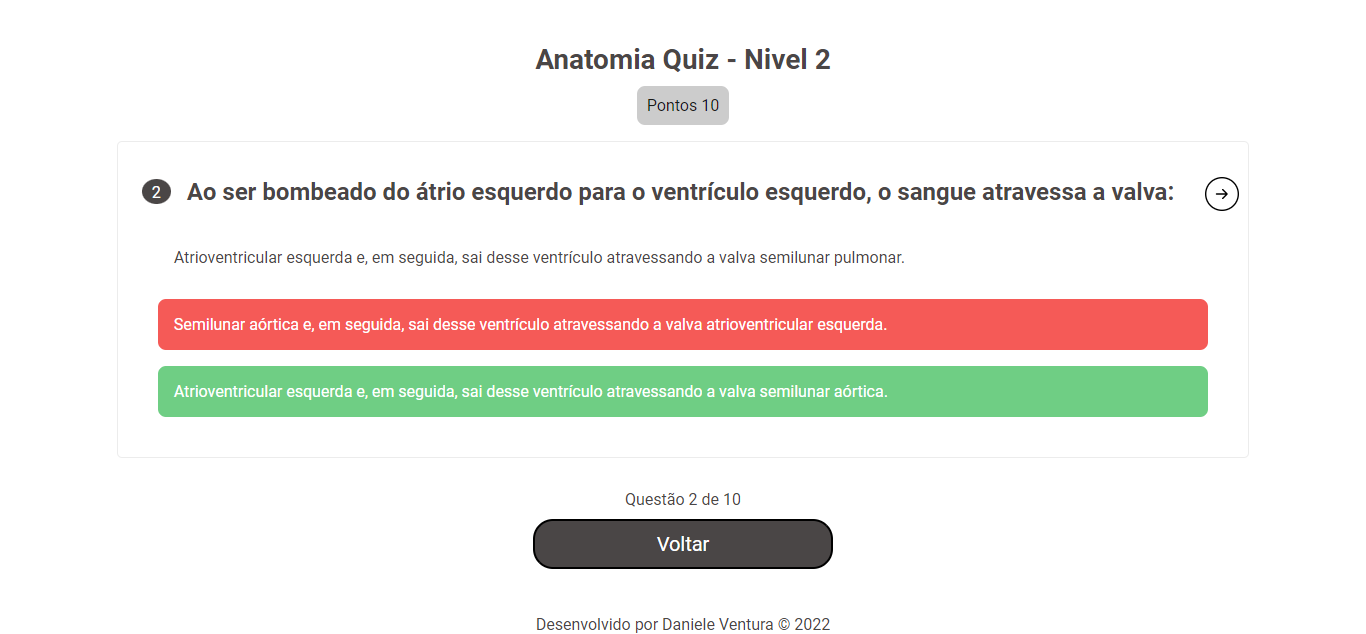 Anatomia Quiz - Nivel 2
Pontos 10
2 Ao ser bombeado do átrio esquerdo para o ventrículo esquerdo, o sangue atravessa a valva:
Atrioventricular esquerda e, em seguida, sai desse ventrículo atravessando a valva semilunar pulmonar.
Semilunar aórtica e, em seguida, sai desse ventrículo atravessando a valva atrioventricular esquerda.
Atrioventricular esquerda e, em seguida, sai desse ventrículo atravessando a valva semilunar aórtica.
Questão 2 de 10
Voltar
Desenvolvido por Daniele Ventura © 2022